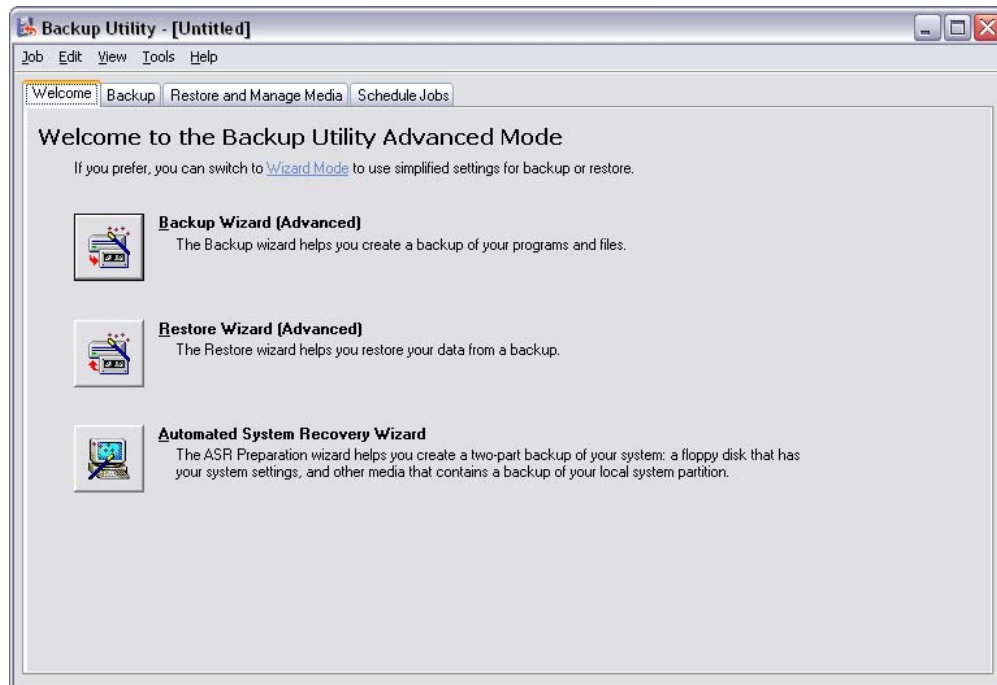 Backup Utility - [Untitled]
Job Edit View Tools Help
Welcome Backup Restore and Manage Media Schedule Jobs
Welcome to the Backup Utility Advanced Mode
If you prefer, you can switch to Wizard Mode to use simplified settings for backup or restore.
Backup Wizard (Advanced)
The Backup wizard helps you create a backup of your programs and files.
Restore Wizard (Advanced)
The Restore wizard helps you restore your data from a backup.
Automated System Recovery Wizard
The ASR Preparation wizard helps you create a two-part backup of your system: a floppy disk that has
your system settings, and other media that contains a backup of your local system partition.